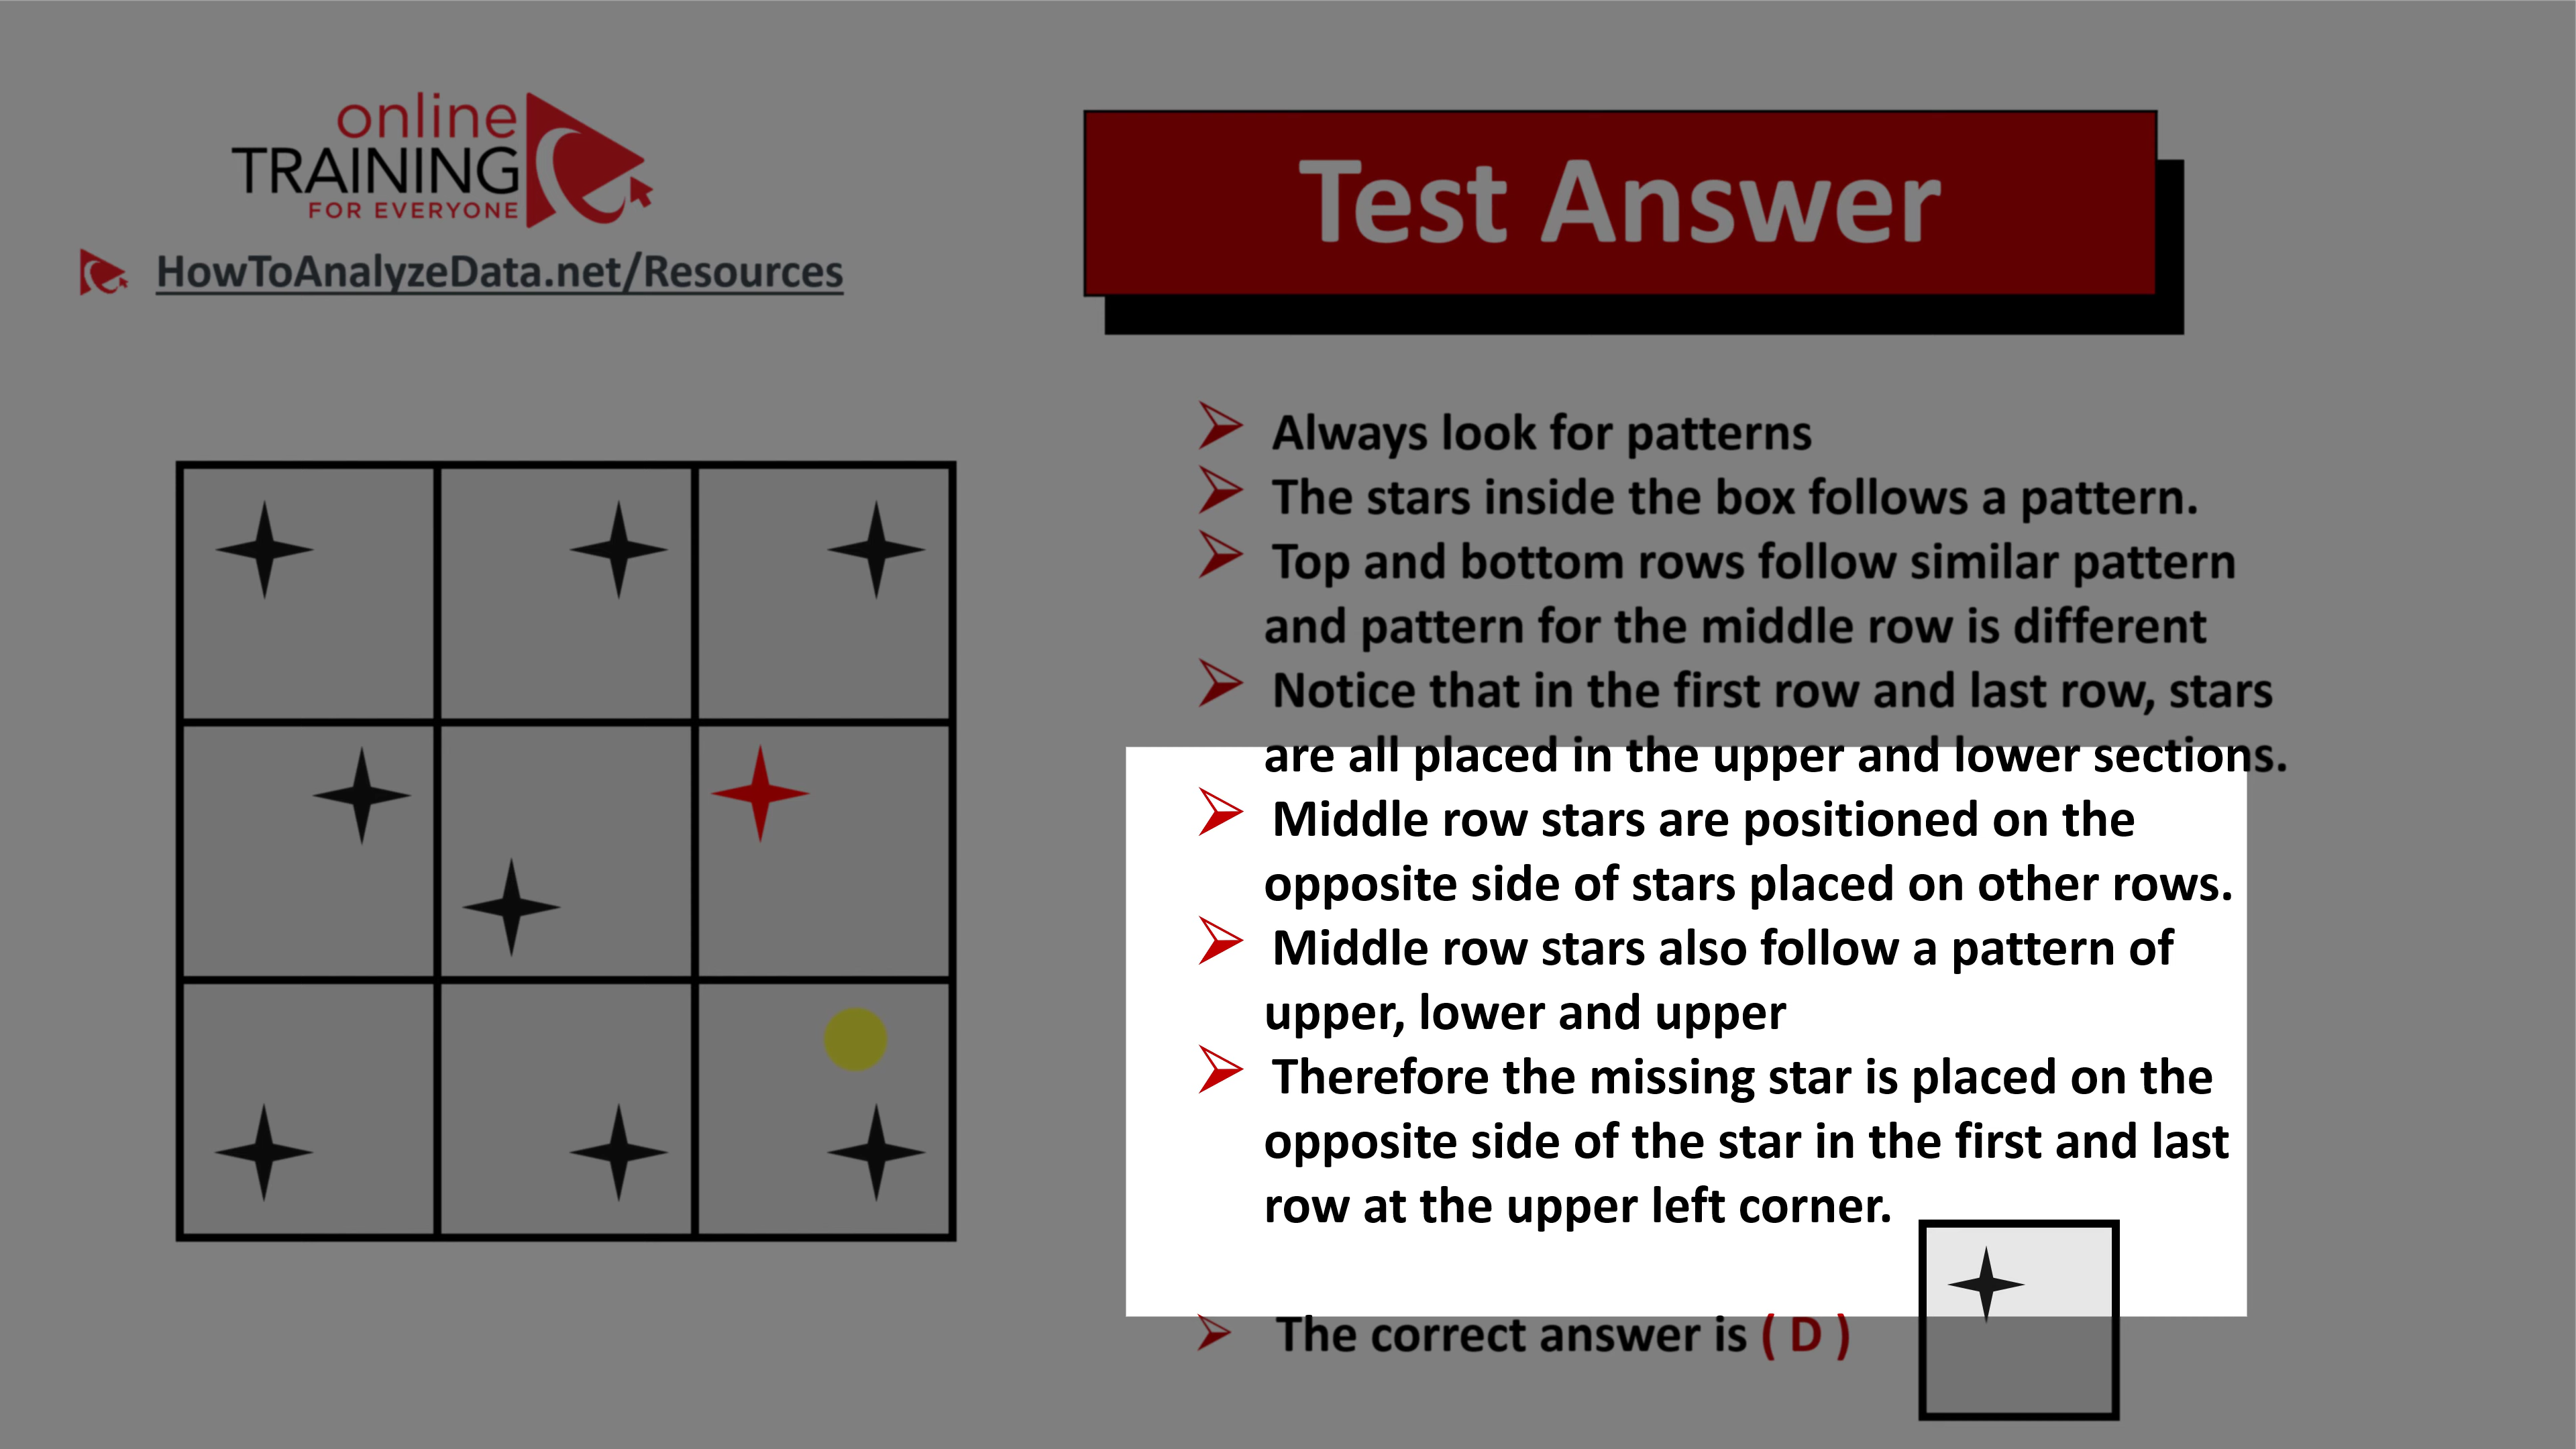 online
TRAINING
FOR EVERYONE
HowToAnalyzeData.net/Resources
Test Answer
Always look for patterns
The stars inside the box follows a pattern.
Top and bottom rows follow similar pattern
and pattern for the middle row is different
Notice that in the first row and last row, stars
are all placed in the upper and lower sections.
Middle row stars are positioned on the
opposite side of stars placed on other rows.
Middle row stars also follow a pattern of
upper, lower and upper
Therefore the missing star is placed on the
opposite side of the star in the first and last
row at the upper left corner.
The correct answer is ( D )